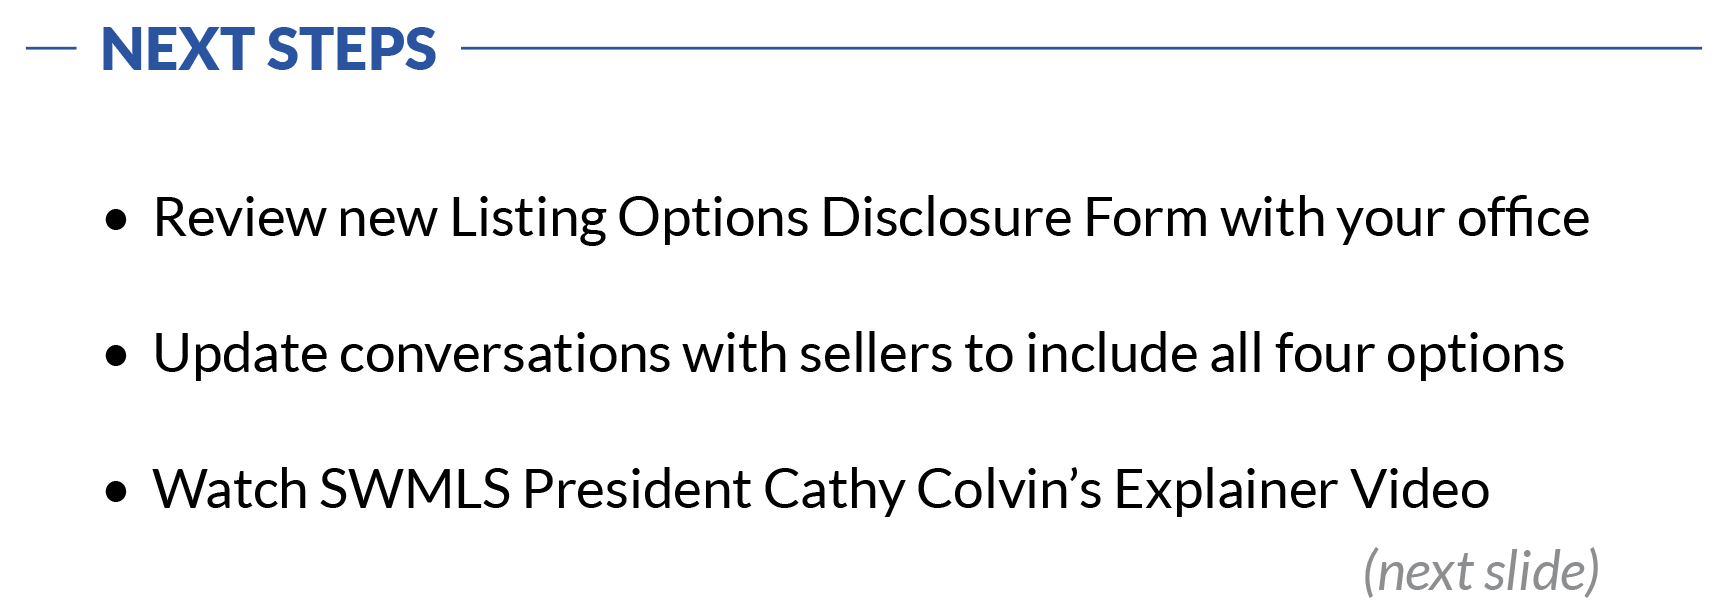 NEXT STEPS
• Review new Listing Options Disclosure Form with your office
• Update conversations with sellers to include all four options
• Watch SWMLS President Cathy Colvin’s Explainer Video
(next slide)